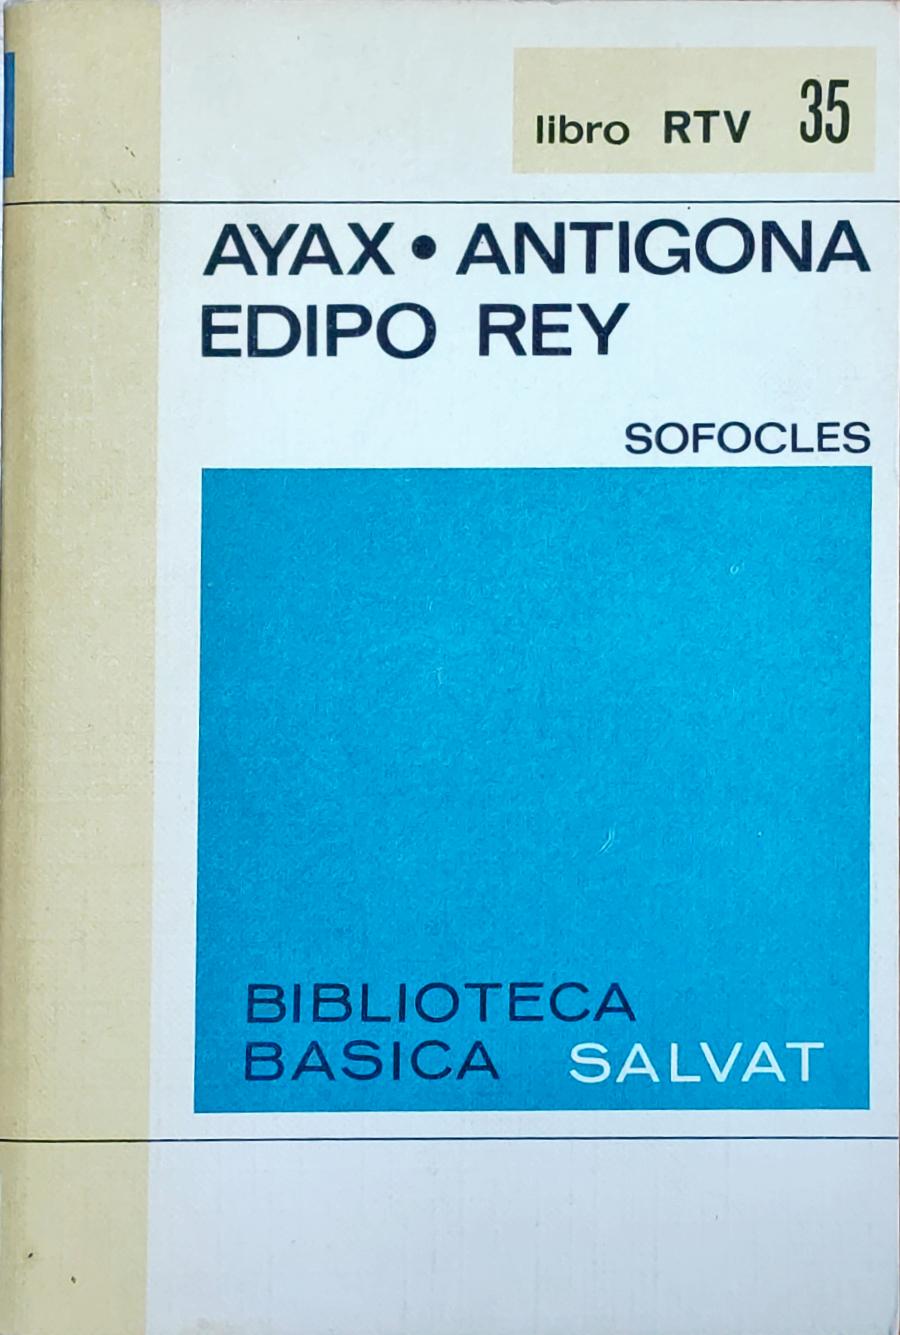 libro RTV 35
AYAX • ANTIGONA
EDIPO REY
SOFOCLES
BIBLIOTECA
BASICA SALVAT